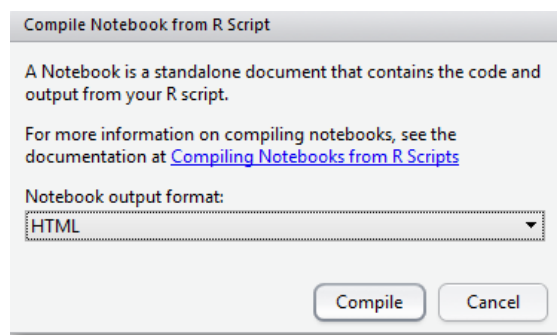 Compile Notebook from R Script
A Notebook is a standalone document that contains the code and
output from your R script.
For more information on compiling notebooks, see the
documentation at Compiling Notebooks from R Scripts
Notebook output format:
HTML
Compile Cancel